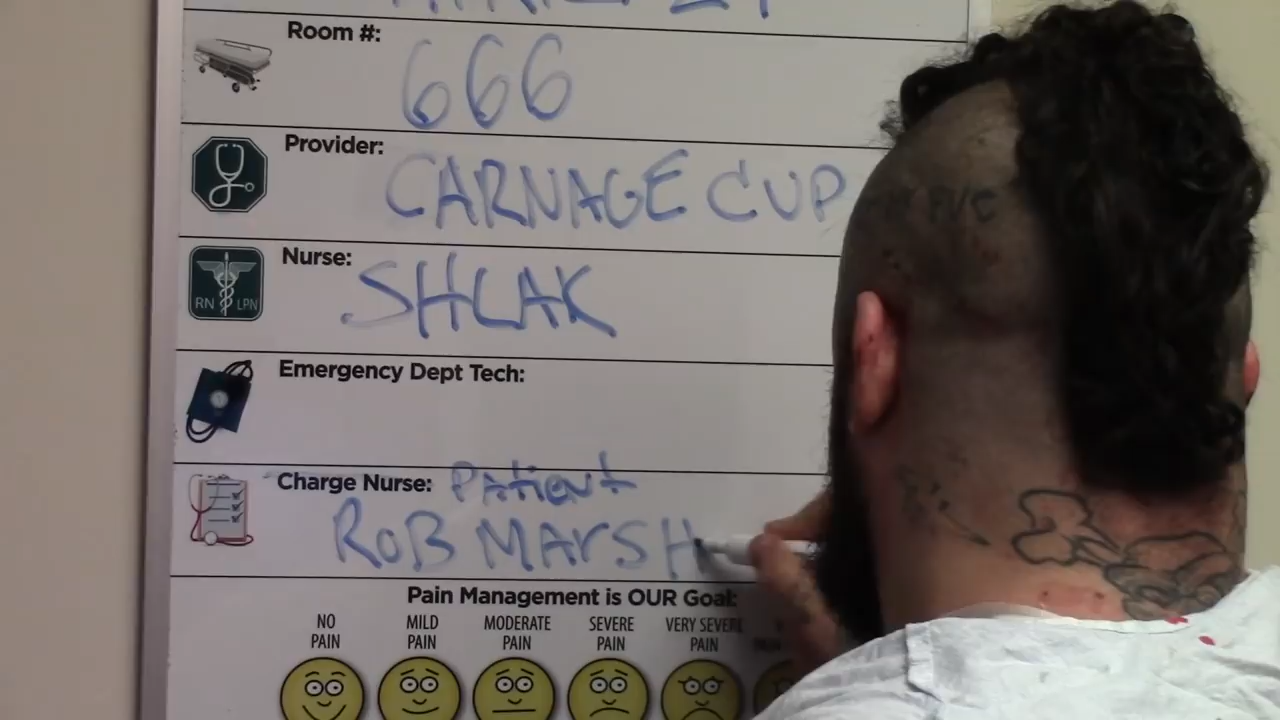 Room #: 666
Provider: CARNAGE CUP
Nurse: SHLAK
RN LPN
Emergency Dept Tech:
Charge Nurse: Patient
ROB MArSH
Pain Management is OUR Goal:
NO PAIN
MILD PAIN
MODERATE PAIN
SEVERE PAIN
VERY SEVERE PAIN